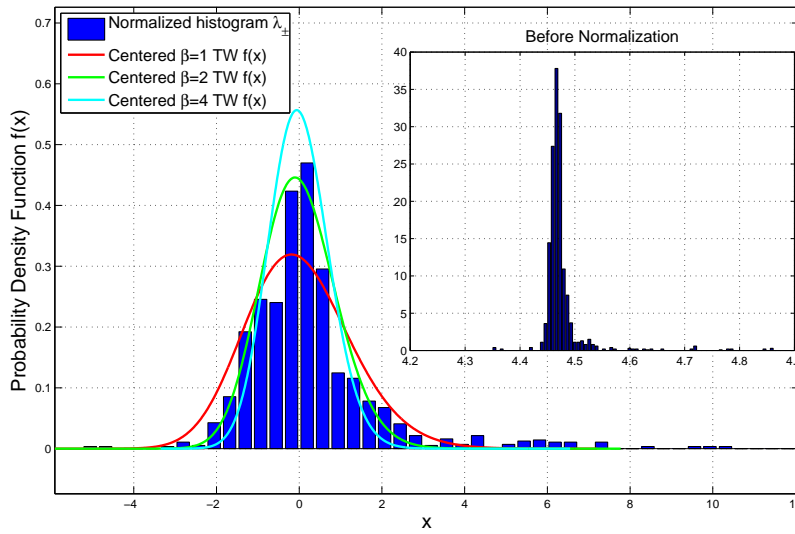 Normalized histogram λ±
Centered β=1 TW f(x)
Centered β=2 TW f(x)
Centered β=4 TW f(x)
Before Normalization
40
35
30
25
20
15
10
5
0
4.2 4.3 4.4 4.5 4.6 4.7 4.8 4.
Probability Density Function f(x)
0.7
0.6
0.5
0.4
0.3
0.2
0.1
0
−4 −2 0 2 4 6 8 10 12
x